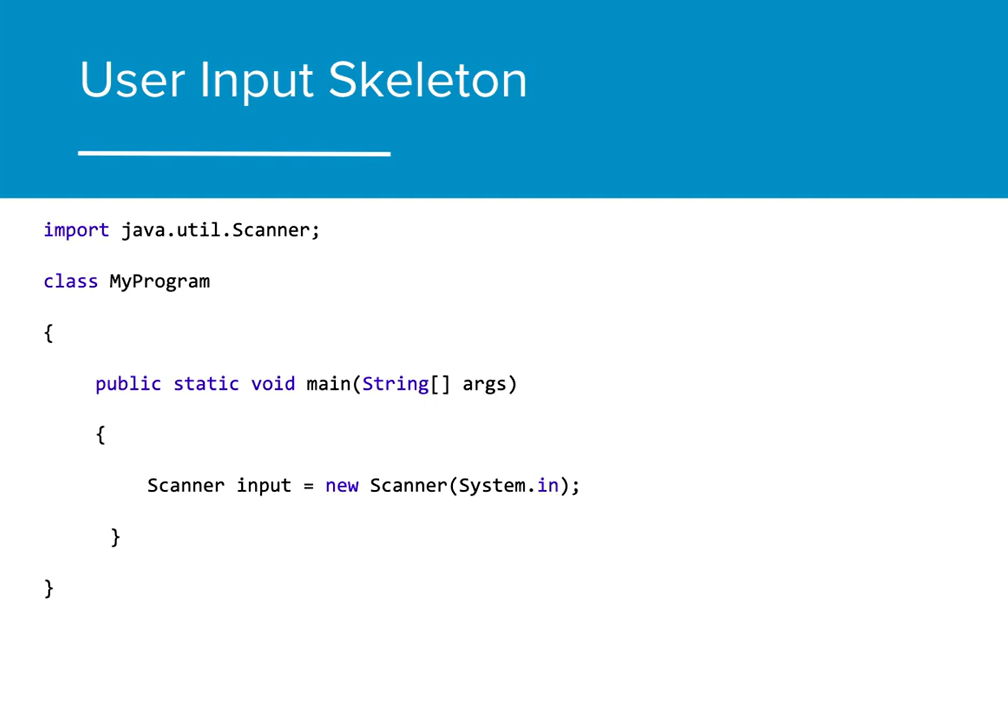 User Input Skeleton
import java.util.Scanner;
class MyProgram
{
public static void main(String[] args)
{
Scanner input = new Scanner(System.in);
}
}